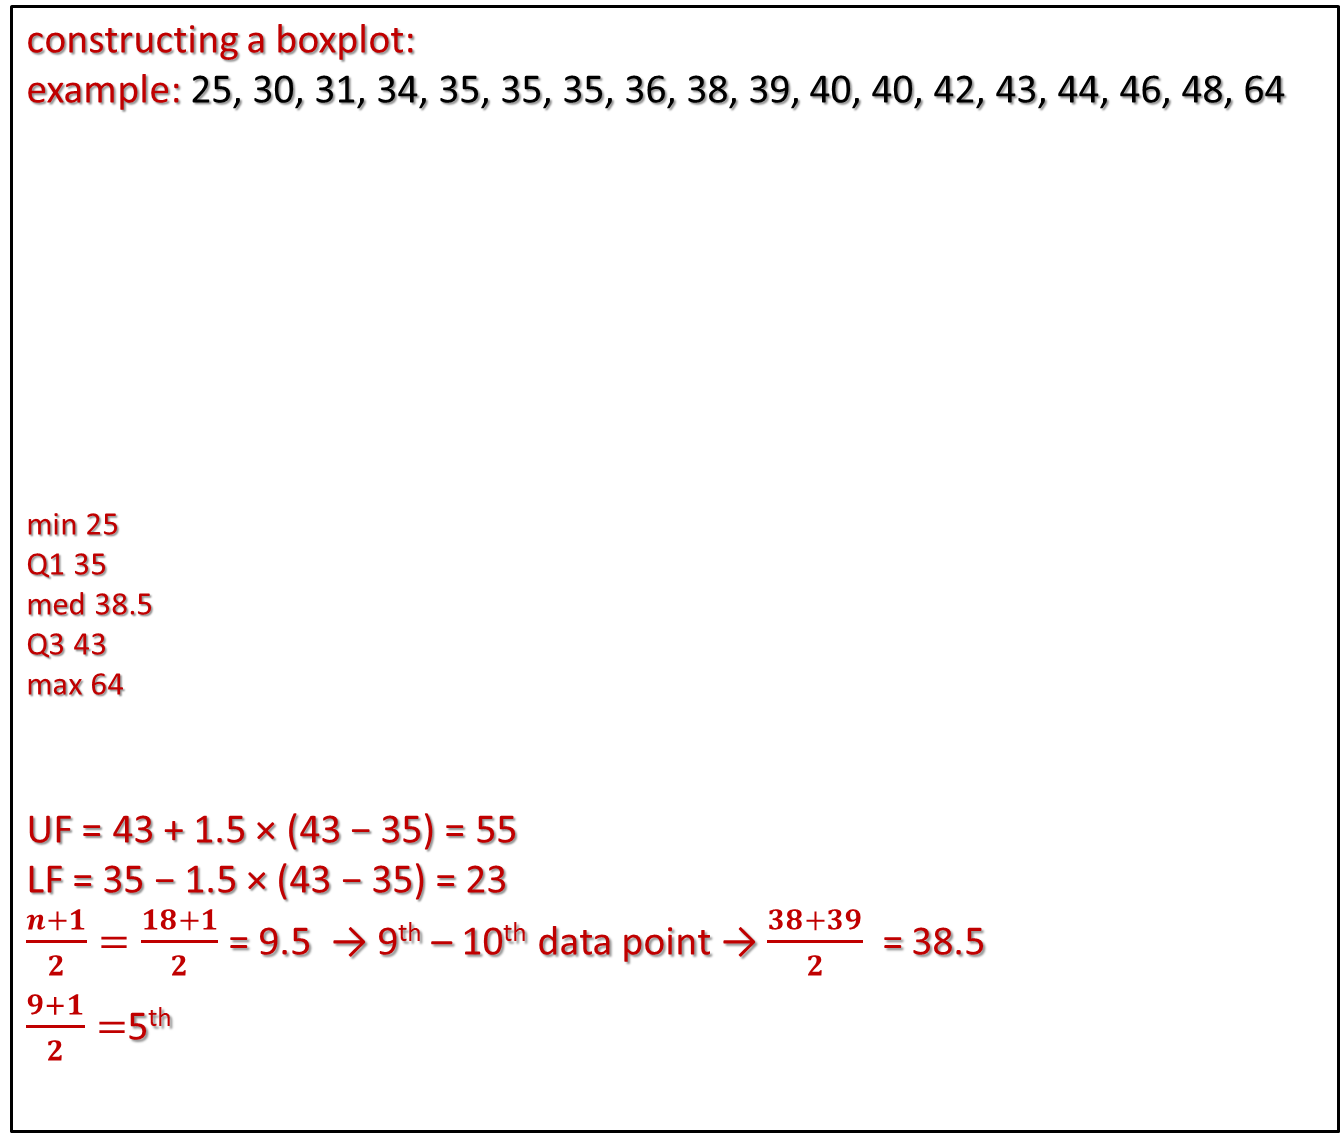 constructing a boxplot:
example: 25, 30, 31, 34, 35, 35, 35, 36, 38, 39, 40, 40, 42, 43, 44, 46, 48, 64
min 25
Q1 35
med 38.5
Q3 43
max 64
UF = 43 + 1.5 × (43 − 35) = 55
LF = 35 − 1.5 × (43 − 35) = 23
(n+1)/2 = (18+1)/2 = 9.5 → 9th – 10th data point → (38+39)/2 = 38.5
(9+1)/2 =5th